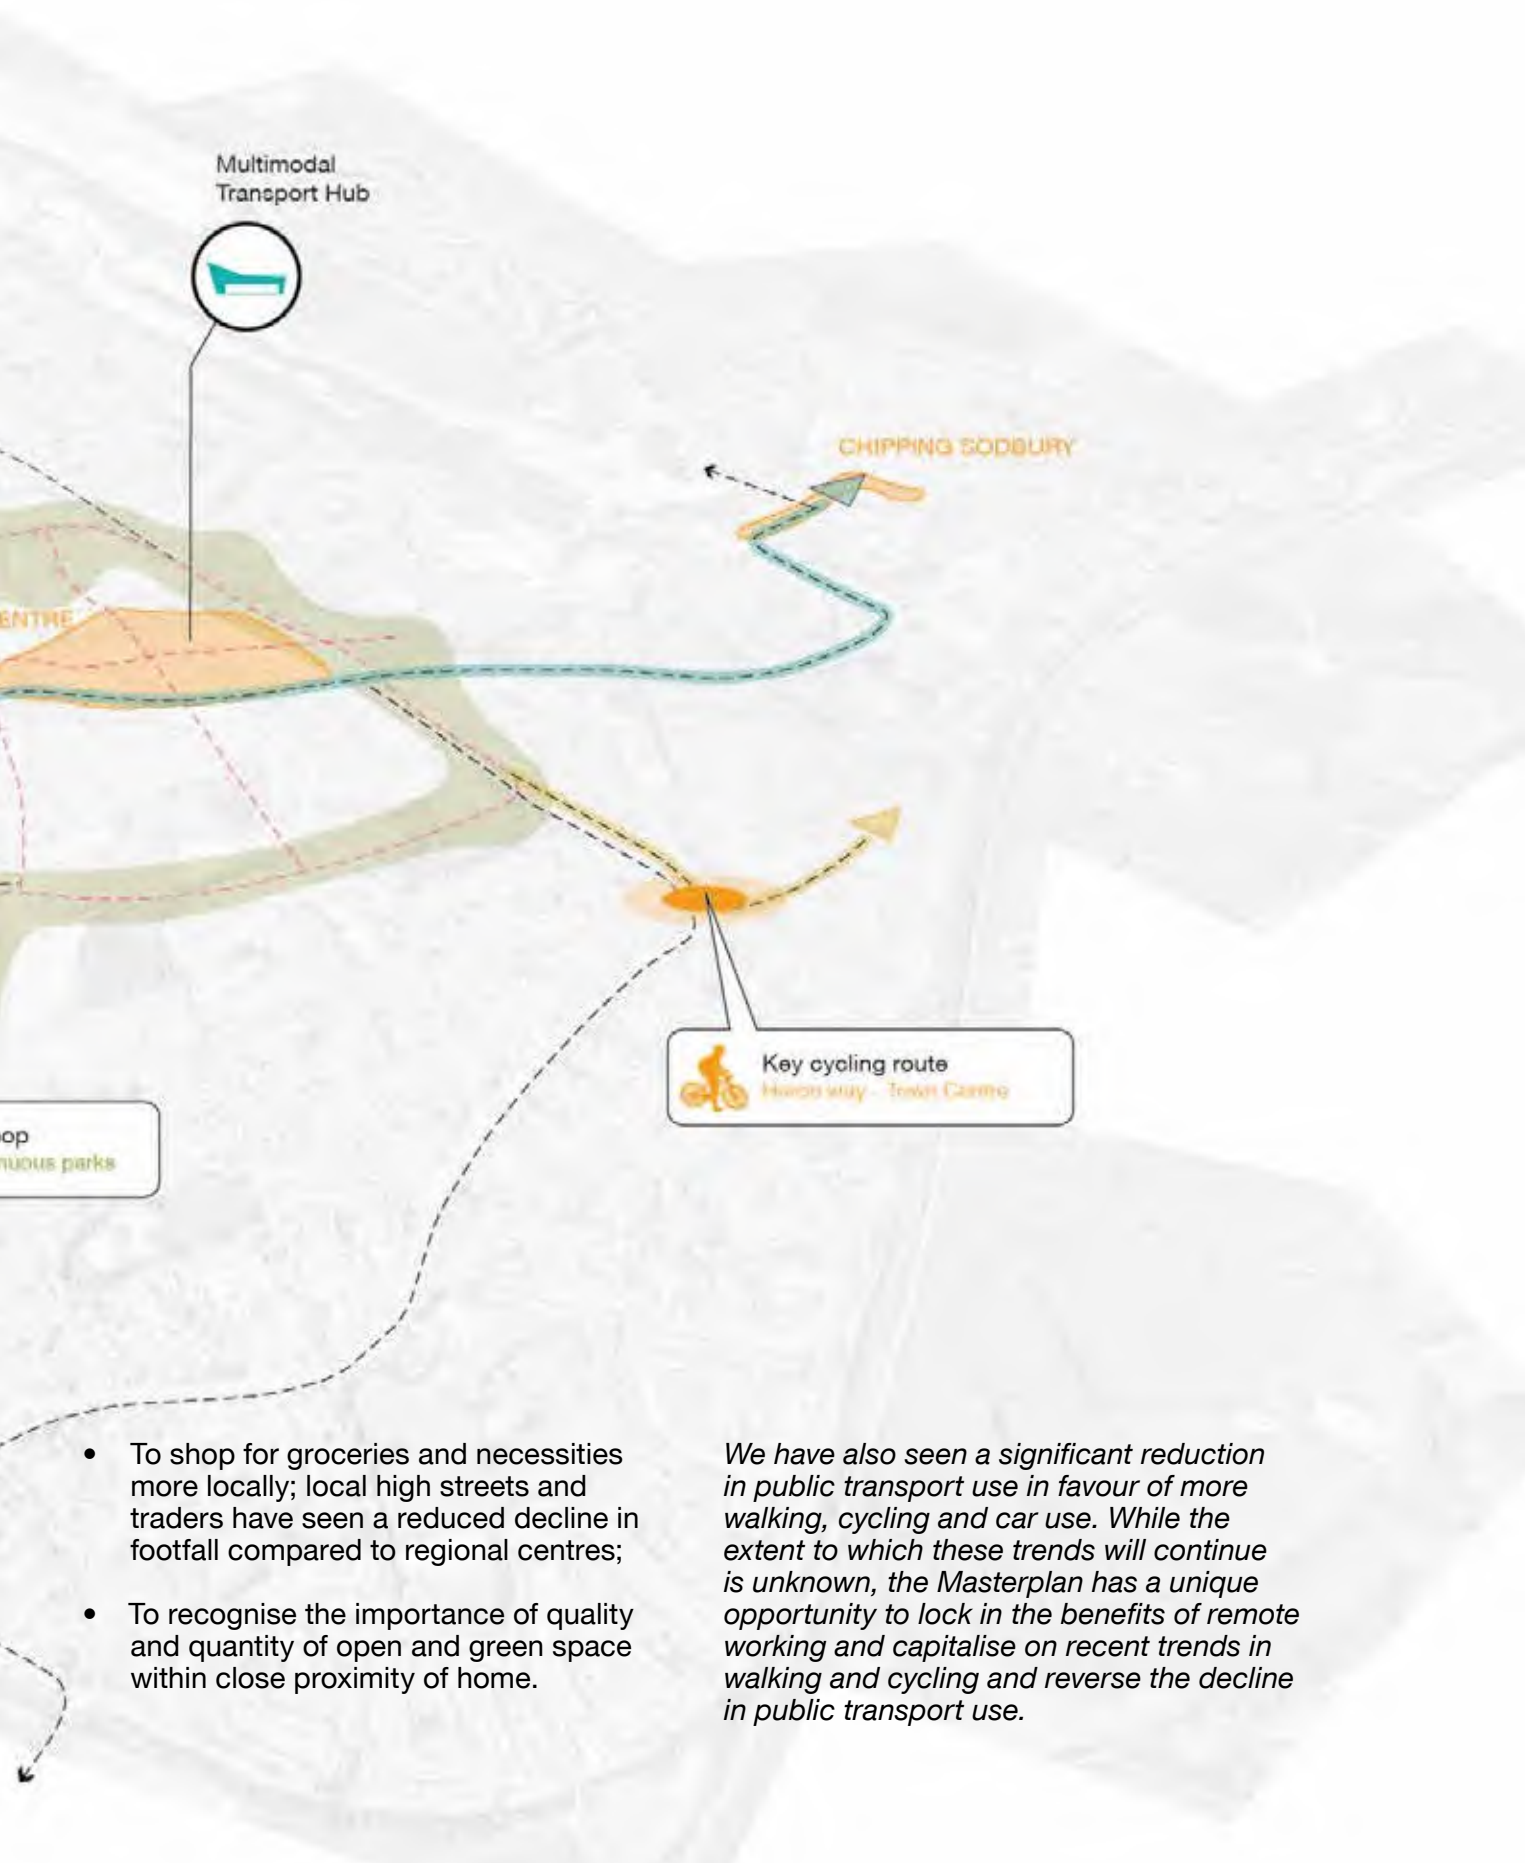 Multimodal
Transport Hub
CHIPPING SODBURY
ENTRE
Key cycling route
way - Town Centre
op
nuous parks
• To shop for groceries and necessities
more locally; local high streets and
traders have seen a reduced decline in
footfall compared to regional centres;
• To recognise the importance of quality
and quantity of open and green space
within close proximity of home.
We have also seen a significant reduction
in public transport use in favour of more
walking, cycling and car use. While the
extent to which these trends will continue
is unknown, the Masterplan has a unique
opportunity to lock in the benefits of remote
working and capitalise on recent trends in
walking and cycling and reverse the decline
in public transport use.